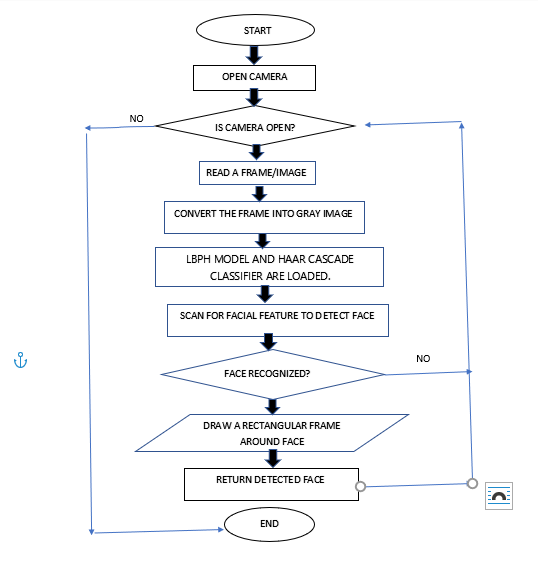 START
OPEN CAMERA
NO
IS CAMERA OPEN?
READ A FRAME/IMAGE
CONVERT THE FRAME INTO GRAY IMAGE
LBPH MODEL AND HAAR CASCADE
CLASSIFIER ARE LOADED.
SCAN FOR FACIAL FEATURE TO DETECT FACE
NO
FACE RECOGNIZED?
DRAW A RECTANGULAR FRAME
AROUND FACE
RETURN DETECTED FACE
END